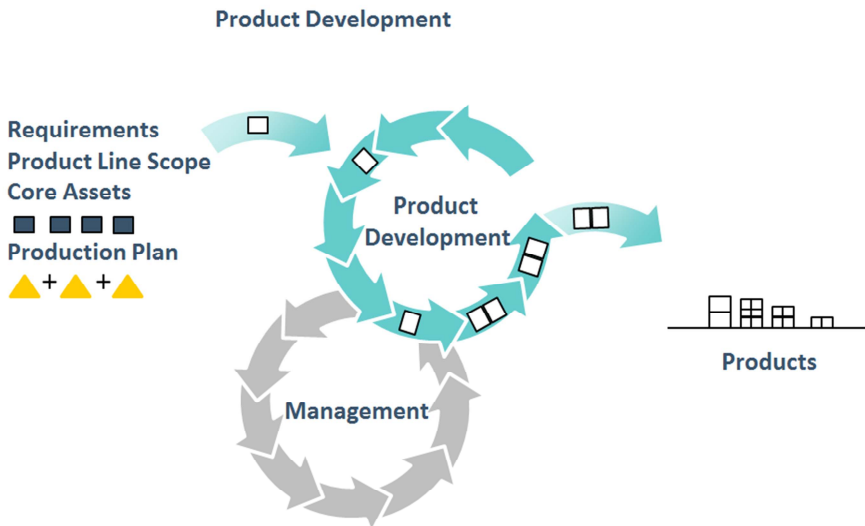 Product Development
Requirements
Product Line Scope
Core Assets
Production Plan
+ +
Product
Development
Management
Products